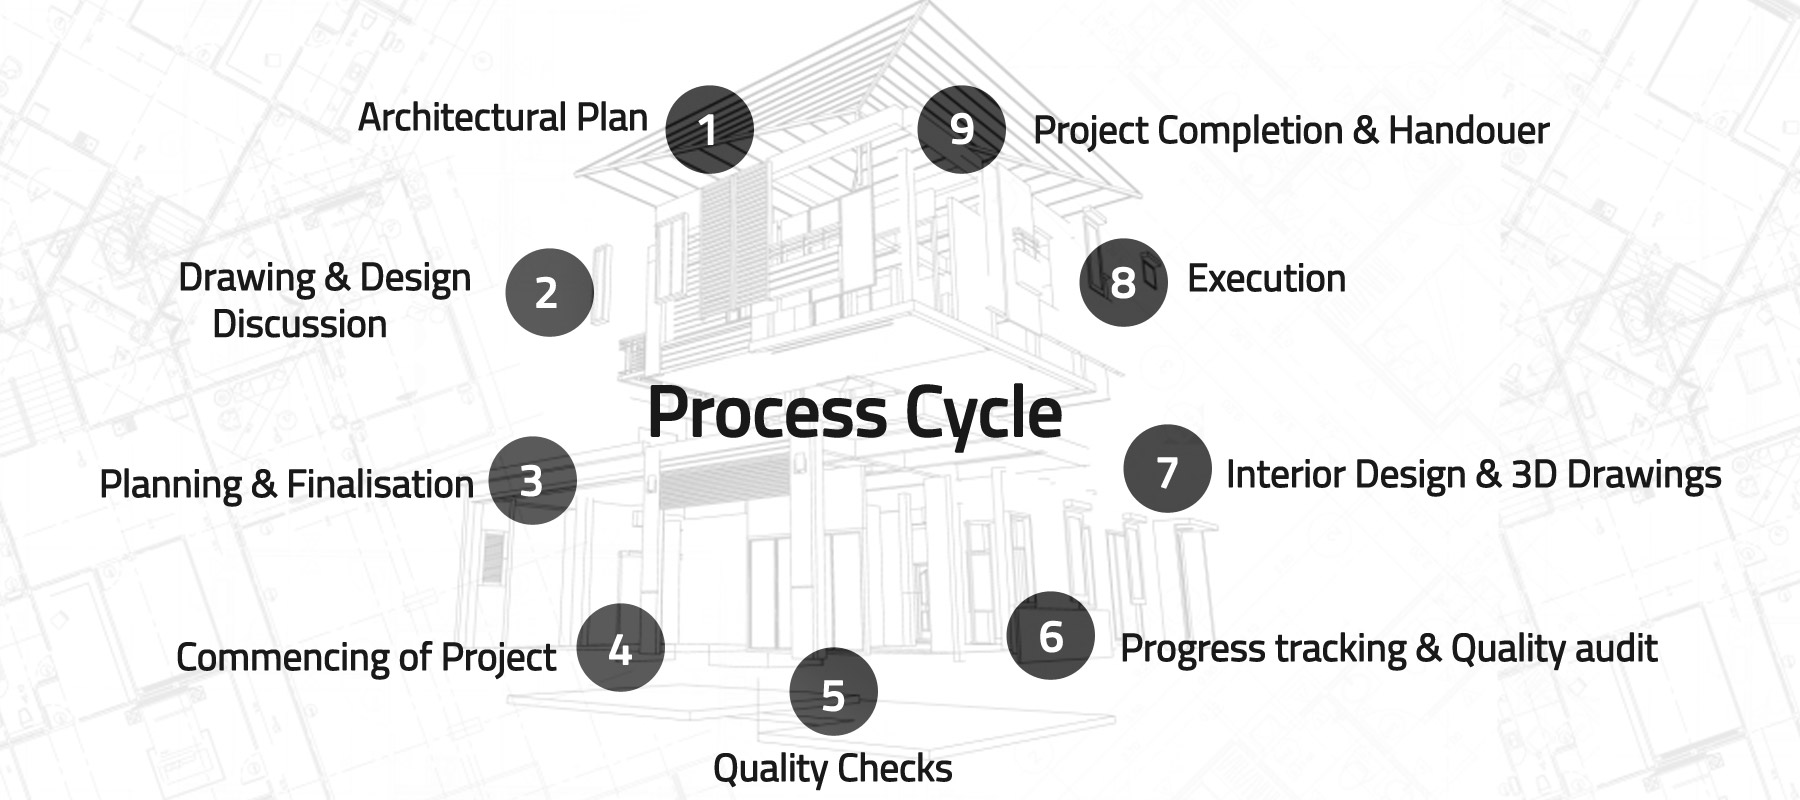 Architectural Plan 1
2 Drawing & Design
Discussion
3 Planning & Finalisation
4 Commencing of Project
5
Quality Checks
6 Progress tracking & Quality audit
7 Interior Design & 3D Drawings
8 Execution
9 Project Completion & Handouer
Process Cycle